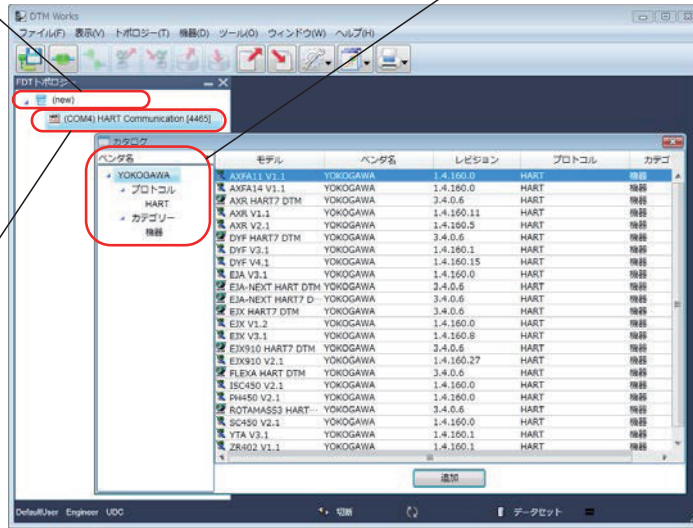 DTM Works
ファイル(F) 表示(V) トポロジー(T) 機器(D) ツール(O) ウィンドウ(W) ヘルプ(H)
FDTトポロジー
(new)
(COM4) HART Communication [4465]
カタログ
ベンダ名
YOKOGAWA
プロトコル
HART
カテゴリー
機器
モデル ベンダ名 レビジョン プロトコル カテゴ
AXFA11 V1.1 YOKOGAWA 1.4.160.0 HART 機器
AXFA14 V1.1 YOKOGAWA 1.4.160.0 HART 機器
AXR HART7 DTM YOKOGAWA 3.4.0.6 HART 機器
AXR V1.1 YOKOGAWA 1.4.160.11 HART 機器
AXR V2.1 YOKOGAWA 1.4.160.5 HART 機器
DYF HART7 DTM YOKOGAWA 3.4.0.6 HART 機器
DYF V3.1 YOKOGAWA 1.4.160.1 HART 機器
DYF V4.1 YOKOGAWA 1.4.160.15 HART 機器
EJA V3.1 YOKOGAWA 1.4.160.0 HART 機器
EJA-NEXT HART DTM YOKOGAWA 3.4.0.6 HART 機器
EJA-NEXT HART7 D… YOKOGAWA 3.4.0.6 HART 機器
EJX HART7 DTM YOKOGAWA 3.4.0.6 HART 機器
EJX V1.2 YOKOGAWA 1.4.160.0 HART 機器
EJX V3.1 YOKOGAWA 1.4.160.8 HART 機器
EJX910 HART7 DTM YOKOGAWA 3.4.0.6 HART 機器
EJX910 V2.1 YOKOGAWA 1.4.160.27 HART 機器
FLEXA HART DTM YOKOGAWA 3.4.0.6 HART 機器
ISC450 V2.1 YOKOGAWA 1.4.160.0 HART 機器
PH450 V2.1 YOKOGAWA 1.4.160.0 HART 機器
ROTAMASS3 HART… YOKOGAWA 3.4.0.6 HART 機器
SC450 V2.1 YOKOGAWA 1.4.160.0 HART 機器
YTA V3.1 YOKOGAWA 1.4.160.1 HART 機器
ZR402 V1.1 YOKOGAWA 1.4.160.1 HART 機器
追加
DefaultUser Engineer UDC 切断 データセット